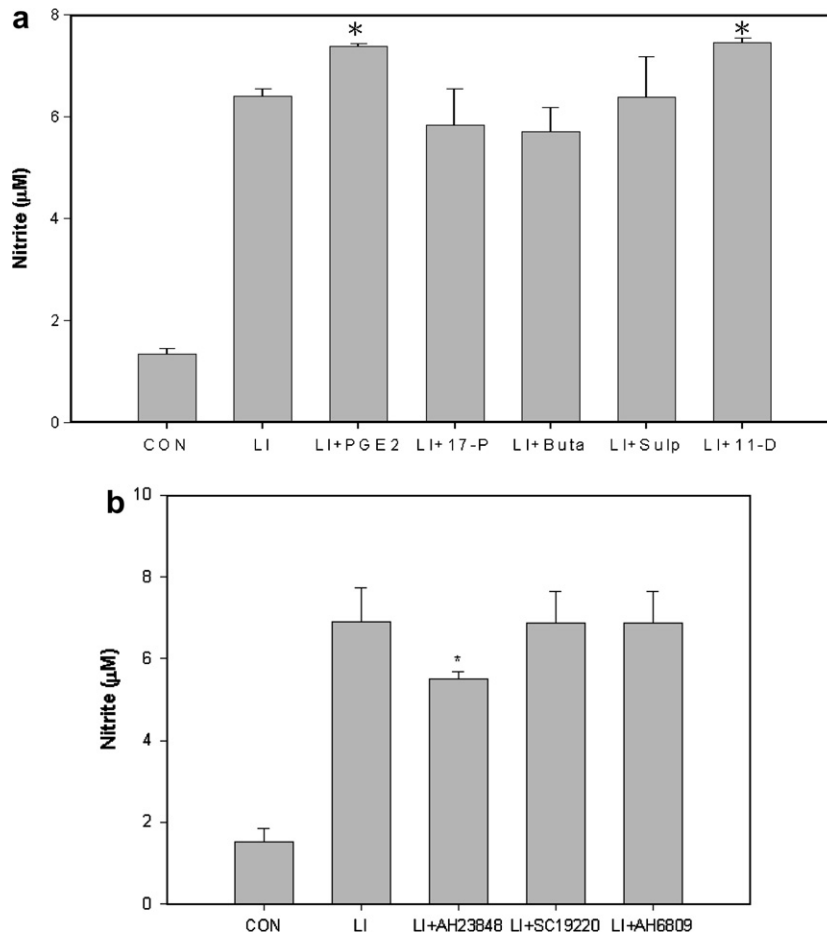 a
8
6
4
2
0
Nitrite (µM)
*
*
CON LI LI+PGE2 LI+17-P LI+Buta LI+Sulp LI+11-D
b
10
8
6
4
2
0
Nitrite (µM)
*
CON LI LI+AH23848 LI+SC19220 LI+AH6809